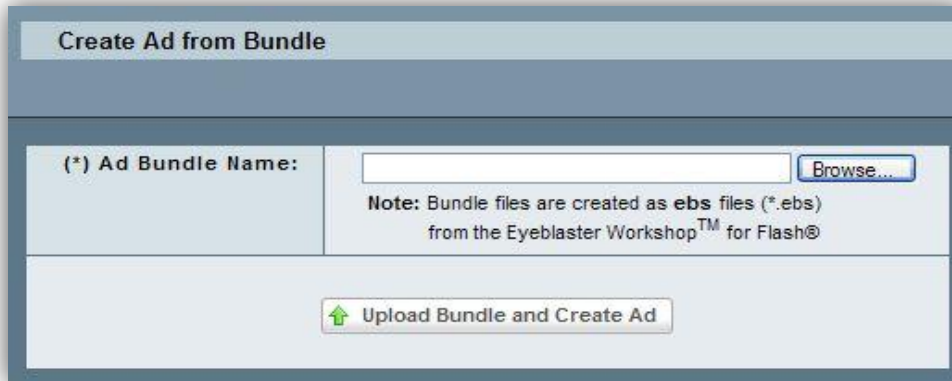 Create Ad from Bundle
(*) Ad Bundle Name:
Browse...
Note: Bundle files are created as ebs files (*.ebs)
from the Eyeblaster Workshop™ for Flash®
Upload Bundle and Create Ad